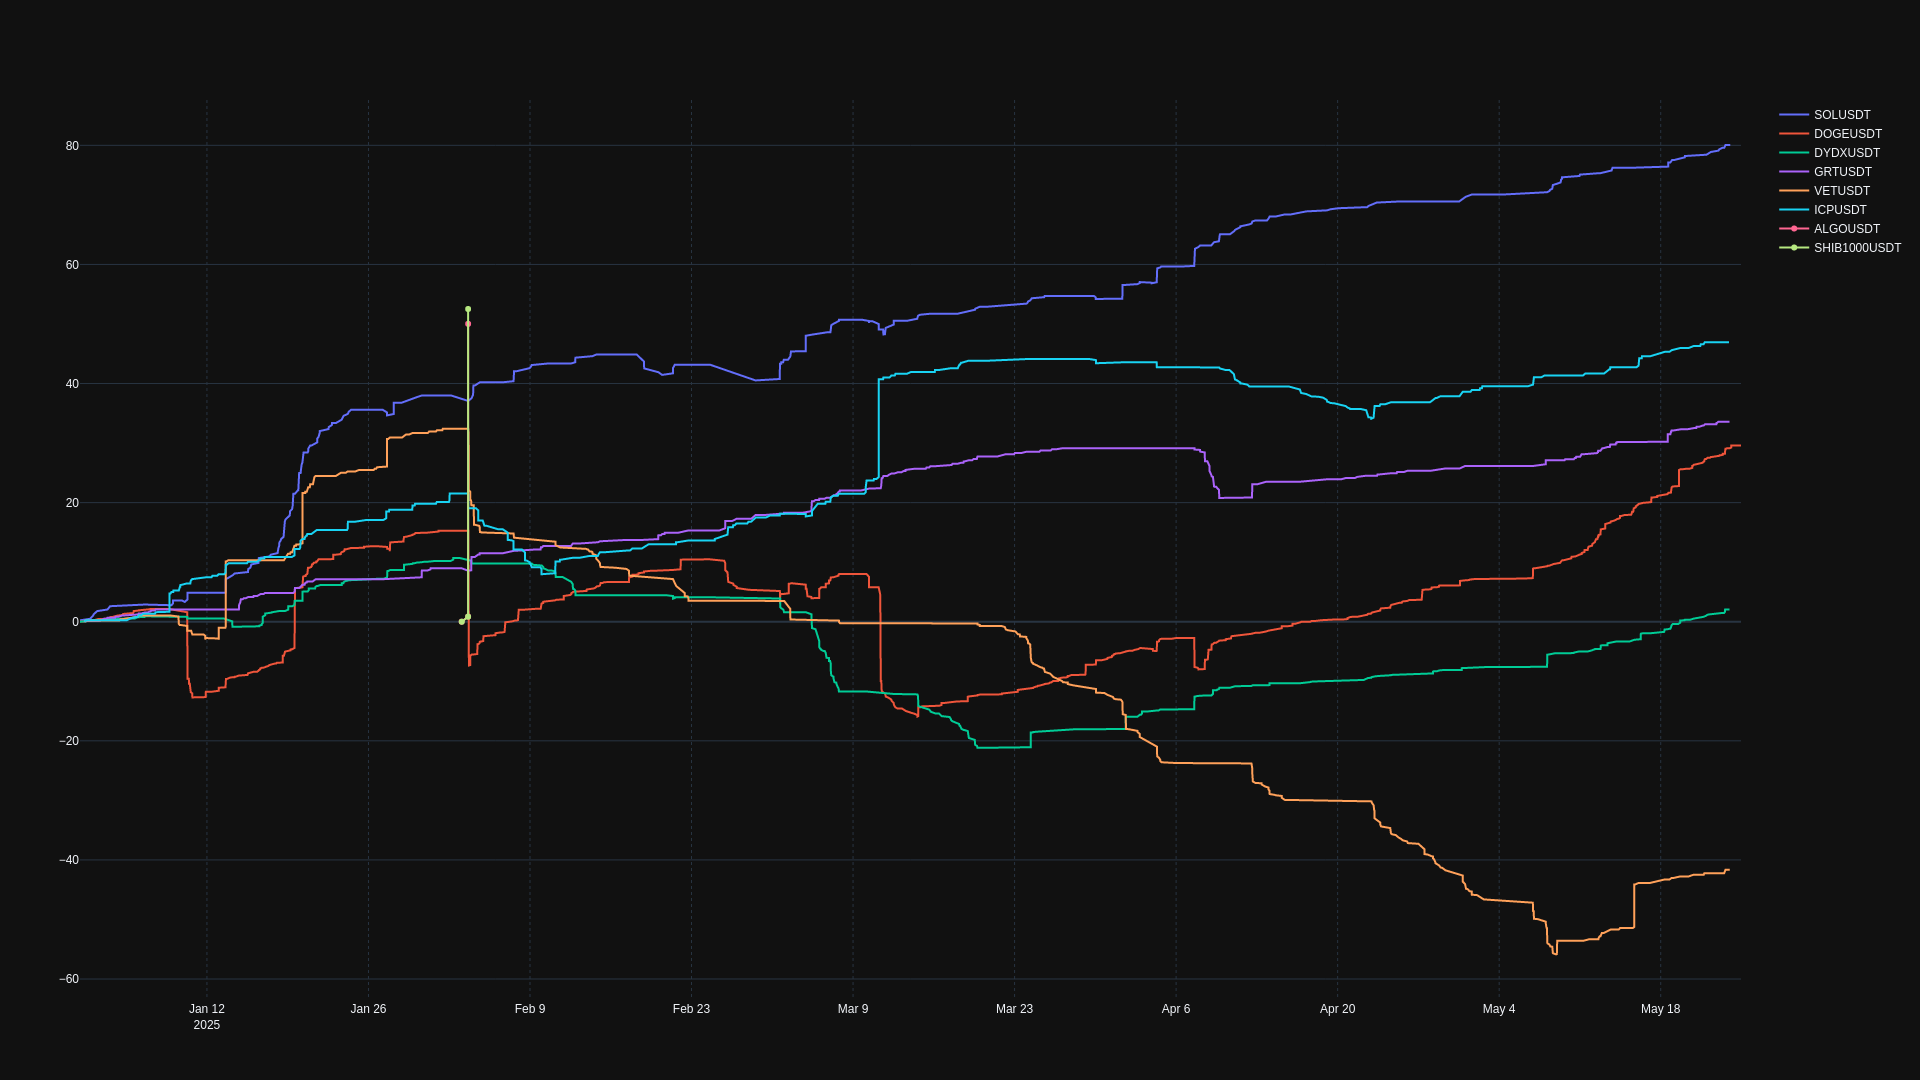 80
60
40
20
0
−20
−40
−60
Jan 12
2025
Jan 26
Feb 9
Feb 23
Mar 9
Mar 23
Apr 6
Apr 20
May 4
May 18
SOLUSDT
DOGEUSDT
DYDXUSDT
GRTUSDT
VETUSDT
ICPUSDT
ALGOUSDT
SHIB1000USDT